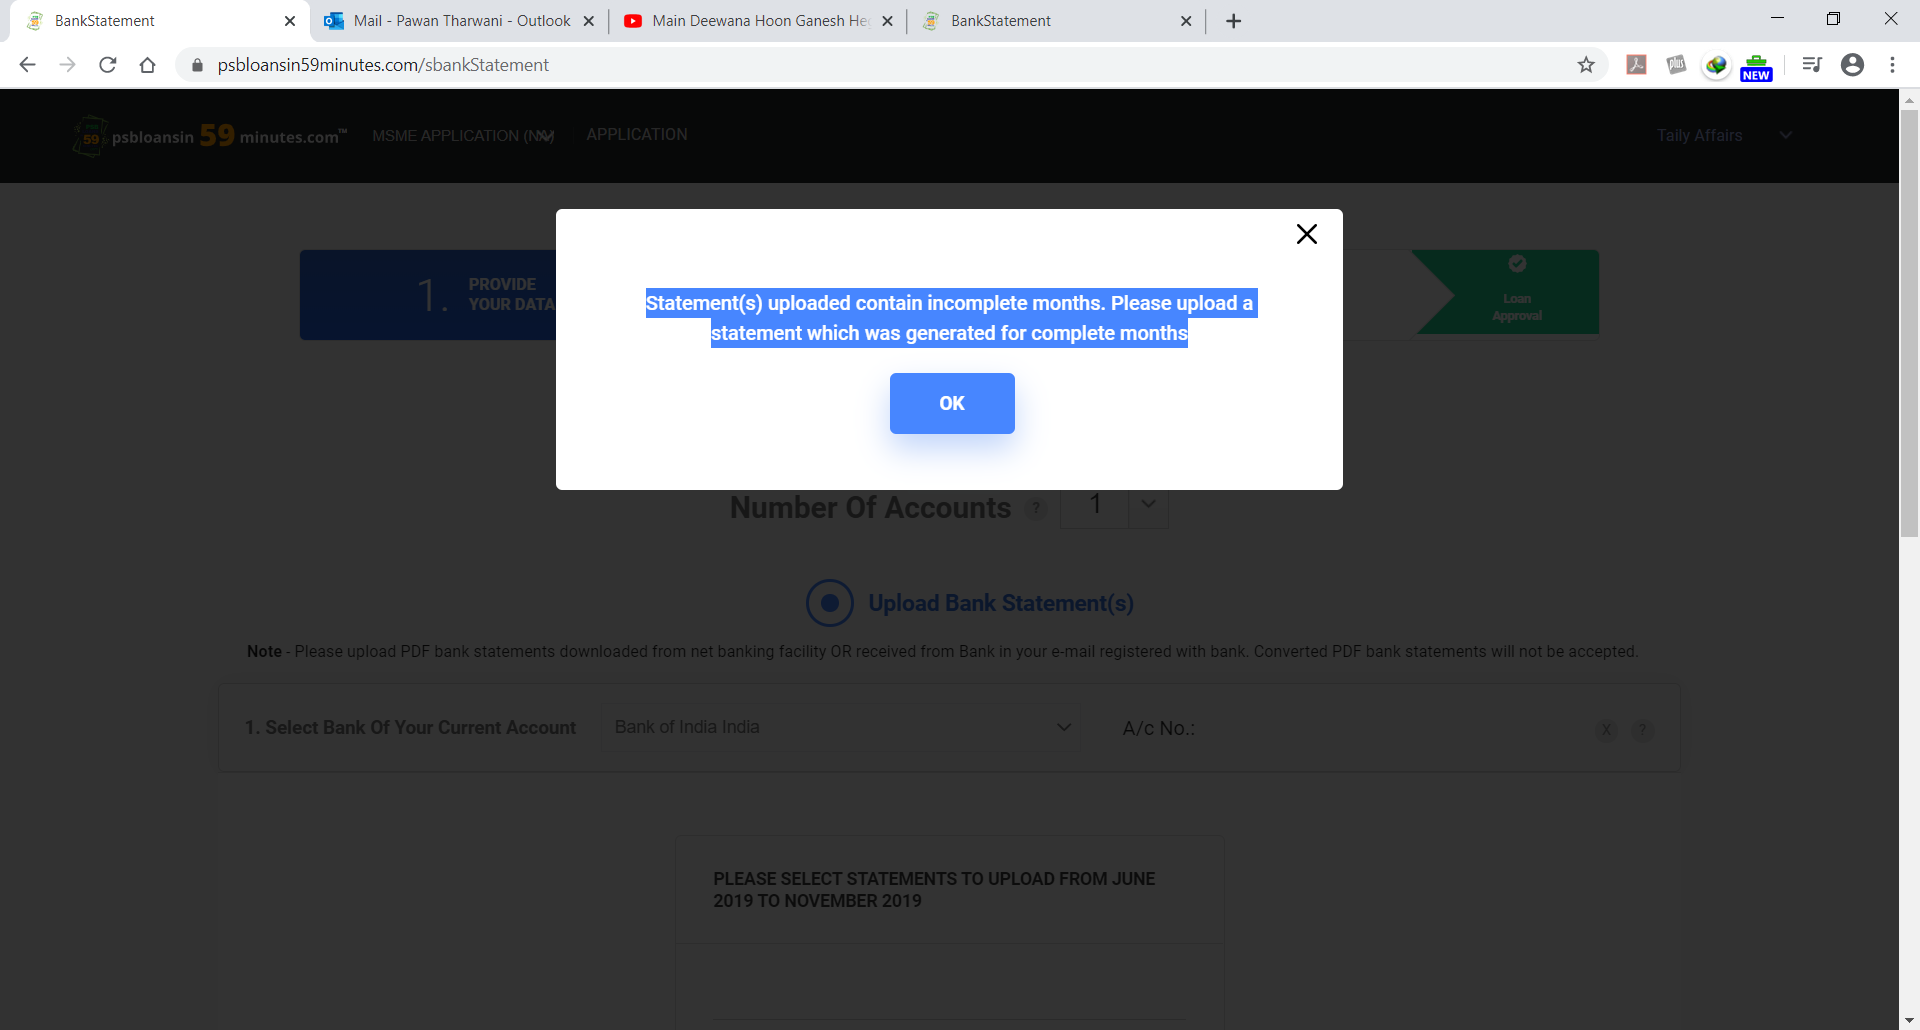 BankStatement
Mail - Pawan Tharwani - Outlook
Main Deewana Hoon Ganesh
BankStatement
psbloansin59minutes.com/sbankStatement
plus
NEW
59
psbloansin 59 minutes.com™
MSME APPLICATION
APPLICATION
Taily Affairs
1.
PROVIDE
YOUR DATA
Loan
Approval
Statement(s) uploaded contain incomplete months. Please upload a
statement which was generated for complete months
OK
Number Of Accounts ? 1
Upload Bank Statement(s)
Note - Please upload PDF bank statements downloaded from net banking facility OR received from Bank in your e-mail registered with bank. Converted PDF bank statements will not be accepted.
1. Select Bank Of Your Current Account
Bank of India India
A/c No.:
X
?
PLEASE SELECT STATEMENTS TO UPLOAD FROM JUNE
2019 TO NOVEMBER 2019